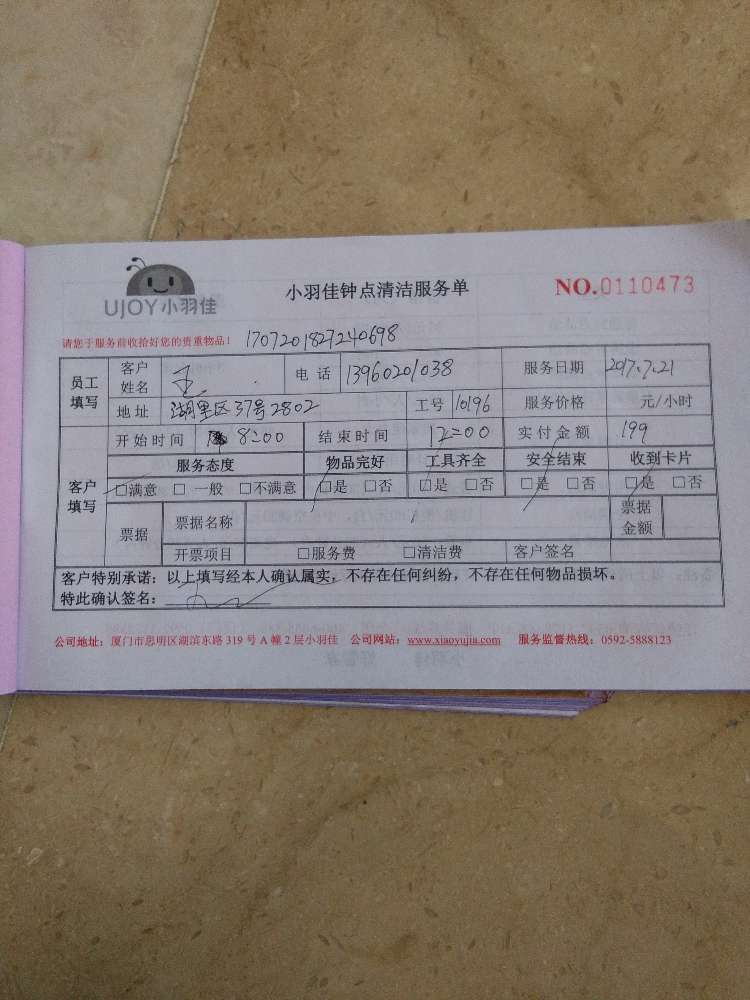 UJOY小羽佳
小羽佳钟点清洁服务单
NO.0110473
请您于服务前收拾好您的贵重物品！ 1707201827240698
员工填写 客户姓名 王 电话 13960201038 服务日期 2017.7.21
地址 湖里区37号2802 工号 10196 服务价格 元/小时
客户填写 开始时间 8:00 结束时间 12:00 实付金额 199
服务态度 物品完好 工具齐全 安全结束 收到卡片
□满意 □一般 □不满意 □是 □否 □是 □否 □是 □否 □是 □否
票据 票据名称 票据金额
开票项目 □服务费 □清洁费 客户签名
客户特别承诺：以上填写经本人确认属实，不存在任何纠纷，不存在任何物品损坏。
特此确认签名：
公司地址：厦门市思明区湖滨东路 319 号 A 幢 2 层小羽佳 公司网站：www.xiaoyujia.com 服务监督热线：0592-5888123